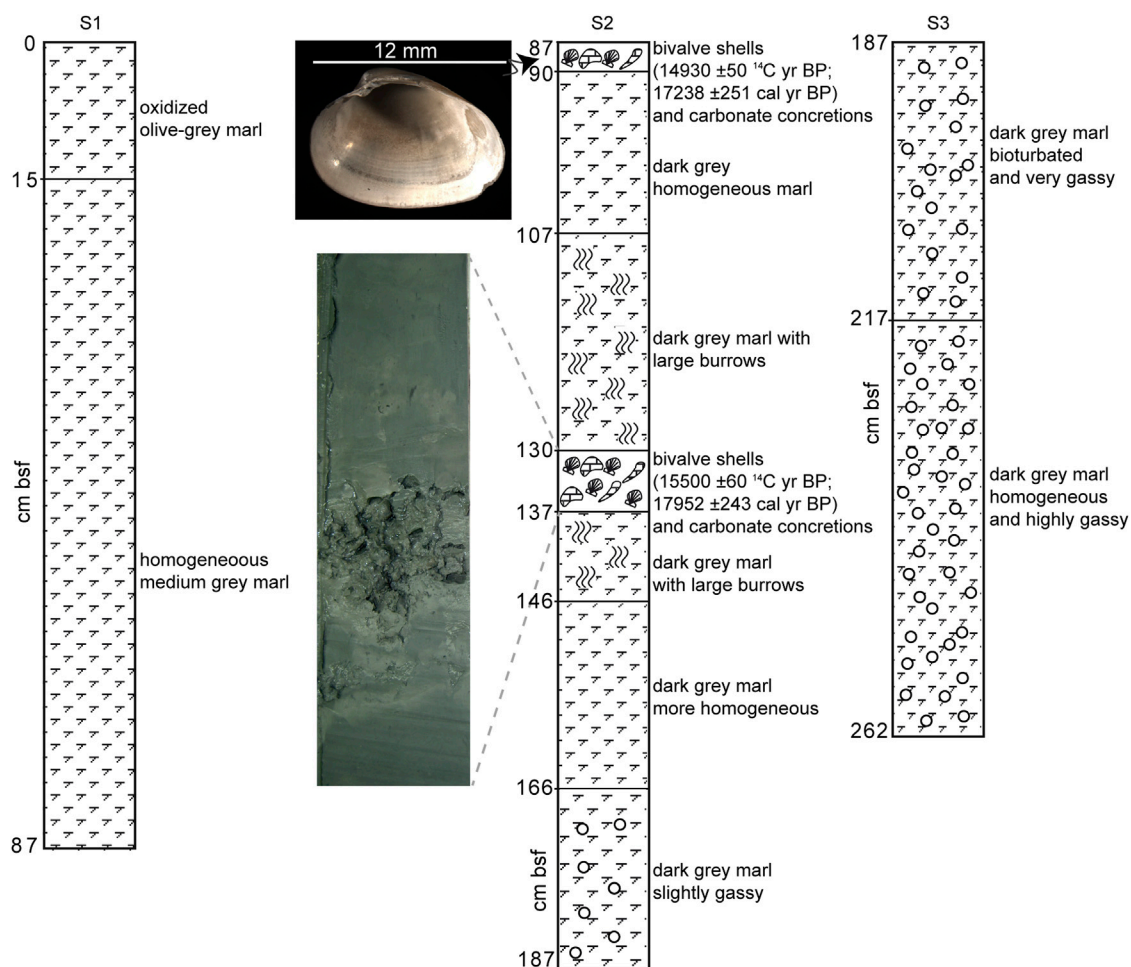 S1
0
oxidized
olive-grey marl
15
cm bsf
homogeneoous
medium grey marl
87
12 mm
S2
87
bivalve shells
90
(14930 ±50 ¹⁴C yr BP;
17238 ±251 cal yr BP)
and carbonate concretions
dark grey
homogeneous marl
107
dark grey marl with
large burrows
130
bivalve shells
(15500 ±60 ¹⁴C yr BP;
17952 ±243 cal yr BP)
137
and carbonate concretions
dark grey marl
with large burrows
146
dark grey marl
more homogeneous
166
cm bsf
dark grey marl
slightly gassy
187
S3
187
dark grey marl
bioturbated
and very gassy
217
cm bsf
dark grey marl
homogeneous
and highly gassy
262